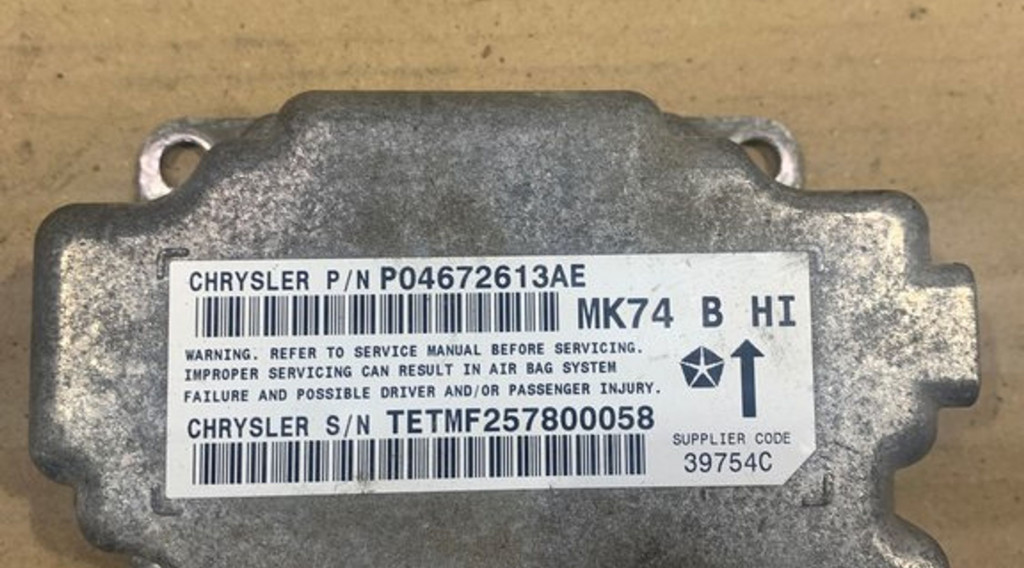 CHRYSLER P/N P04672613AE
MK74 B HI
WARNING. REFER TO SERVICE MANUAL BEFORE SERVICING.
IMPROPER SERVICING CAN RESULT IN AIR BAG SYSTEM
FAILURE AND POSSIBLE DRIVER AND/OR PASSENGER INJURY.
CHRYSLER S/N TETMF257800058
SUPPLIER CODE
39754C